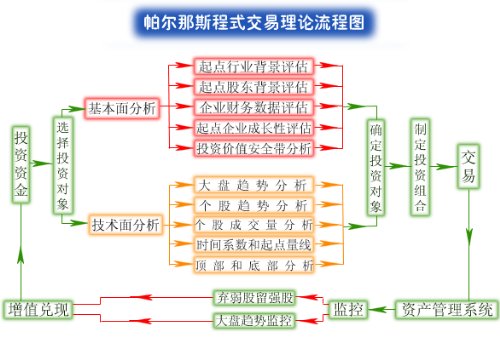 帕尔那斯程式交易理论流程图
投资资金
选择投资对象
基本面分析
起点行业背景评估
起点股东背景评估
企业财务数据评估
起点企业成长性评估
投资价值安全带分析
技术面分析
大盘趋势分析
个股趋势分析
个股成交量分析
时间系数和起点量线
顶部和底部分析
确定投资对象
制定投资组合
交易
资产管理系统
监控
弃弱股留强股
大盘趋势监控
增值兑现